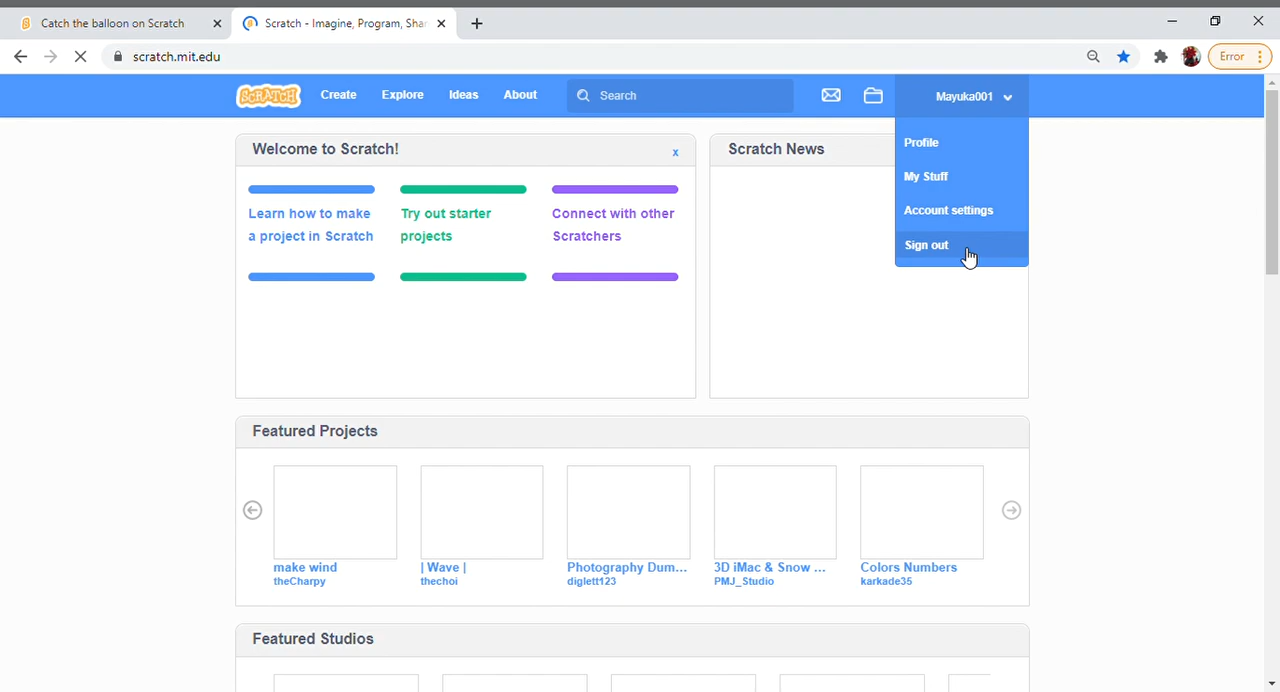 Catch the balloon on Scratch
Scratch - Imagine, Program, Shar
scratch.mit.edu
Error
SCRATCH
Create
Explore
Ideas
About
Search
Mayuka001
Profile
My Stuff
Account settings
Sign out
Welcome to Scratch!
x
Learn how to make
a project in Scratch
Try out starter
projects
Connect with other
Scratchers
Scratch News
Featured Projects
make wind
theCharpy
| Wave |
thechoi
Photography Dum...
diglett123
3D iMac & Snow ...
PMJ_Studio
Colors Numbers
karkade35
Featured Studios